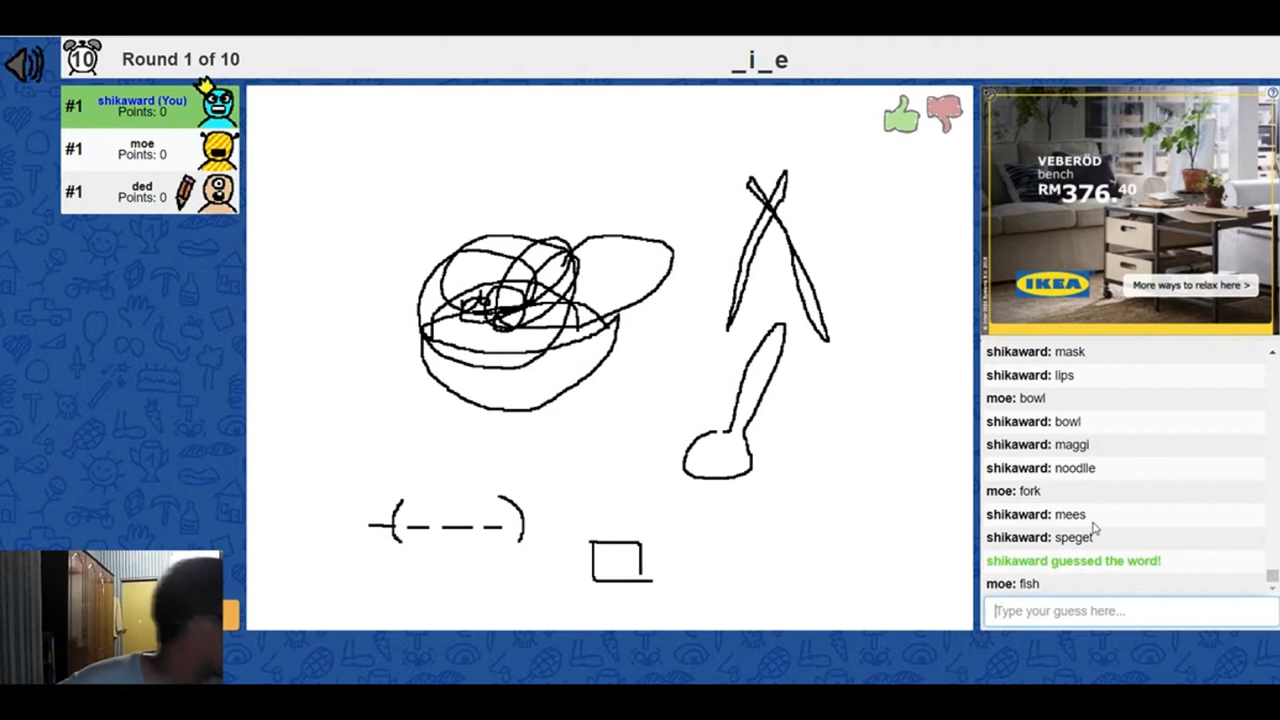 10
Round 1 of 10
_i_e
#1 shikaward (You)
Points: 0
#1 moe
Points: 0
#1 ded
Points: 0
VEBERÖD
bench
RM376.40
IKEA
More ways to relax here >
shikaward: mask
shikaward: lips
moe: bowl
shikaward: bowl
shikaward: maggi
shikaward: noodlle
moe: fork
shikaward: mees
shikaward: speget
shikaward guessed the word!
moe: fish
Type your guess here...